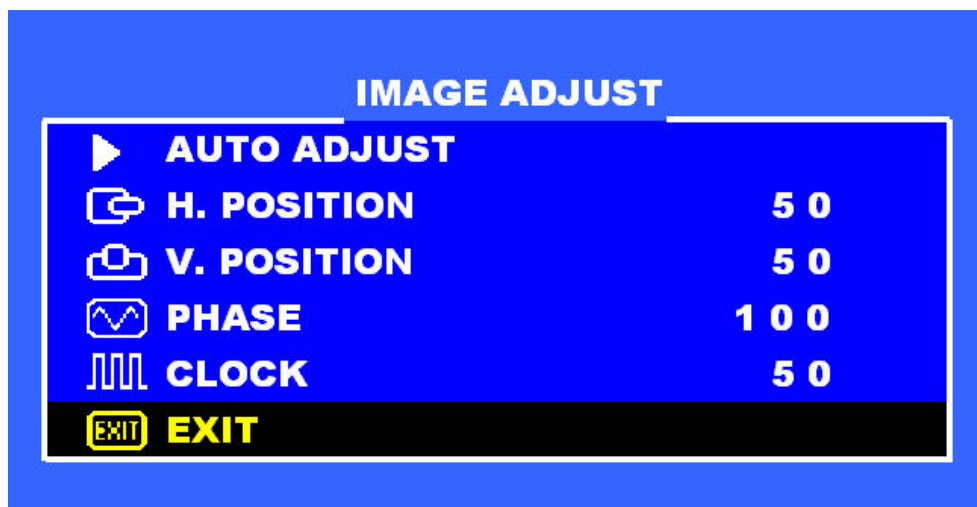 IMAGE ADJUST
AUTO ADJUST
H. POSITION 50
V. POSITION 50
PHASE 100
CLOCK 50
EXIT EXIT